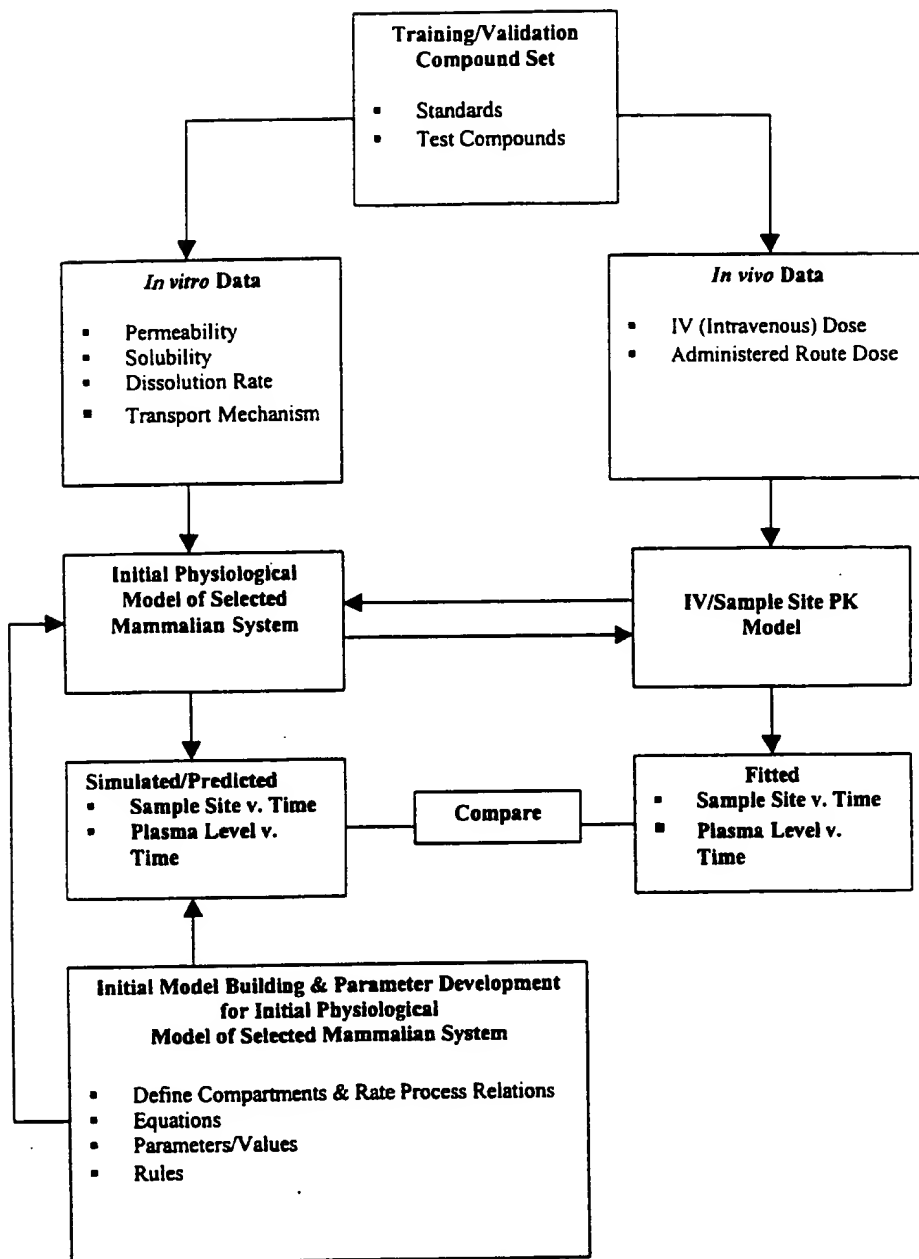 Training/Validation
Compound Set
▪ Standards
▪ Test Compounds
In vitro Data
▪ Permeability
▪ Solubility
▪ Dissolution Rate
▪ Transport Mechanism
In vivo Data
▪ IV (Intravenous) Dose
▪ Administered Route Dose
Initial Physiological
Model of Selected
Mammalian System
IV/Sample Site PK
Model
Simulated/Predicted
▪ Sample Site v. Time
▪ Plasma Level v.
Time
Compare
Fitted
▪ Sample Site v. Time
▪ Plasma Level v.
Time
Initial Model Building & Parameter Development
for Initial Physiological
Model of Selected Mammalian System
▪ Define Compartments & Rate Process Relations
▪ Equations
▪ Parameters/Values
▪ Rules